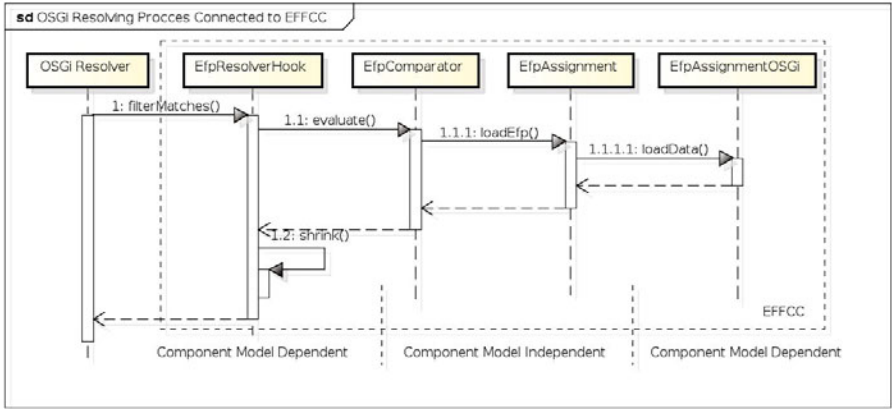 sd OSGi Resolving Procces Connected to EFFCC
OSGi Resolver
EfpResolverHook
EfpComparator
EfpAssignment
EfpAssignmentOSGi
1: filterMatches()
1.1: evaluate()
1.1.1: loadEfp()
1.1.1.1: loadData()
1.2: shrink()
EFFCC
Component Model Dependent
Component Model Independent
Component Model Dependent